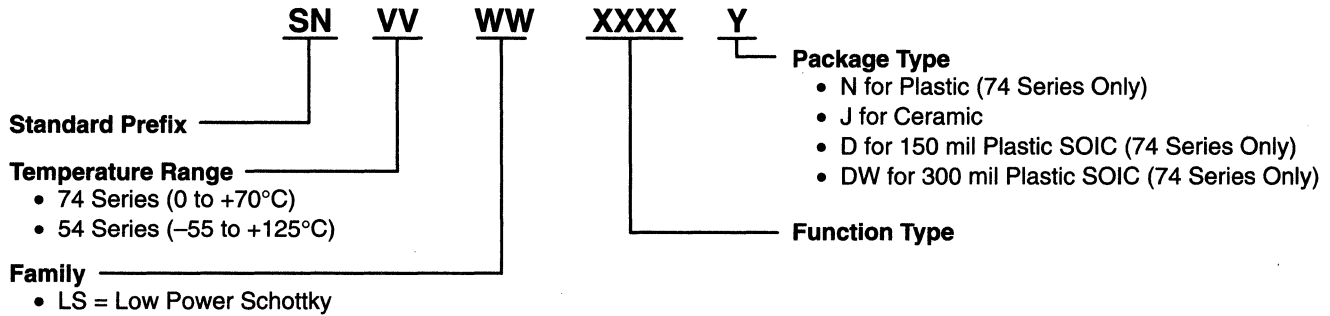 SN VV WW XXXX Y
Package Type
• N for Plastic (74 Series Only)
• J for Ceramic
• D for 150 mil Plastic SOIC (74 Series Only)
• DW for 300 mil Plastic SOIC (74 Series Only)
Standard Prefix
Temperature Range
• 74 Series (0 to +70°C)
• 54 Series (–55 to +125°C)
Function Type
Family
• LS = Low Power Schottky